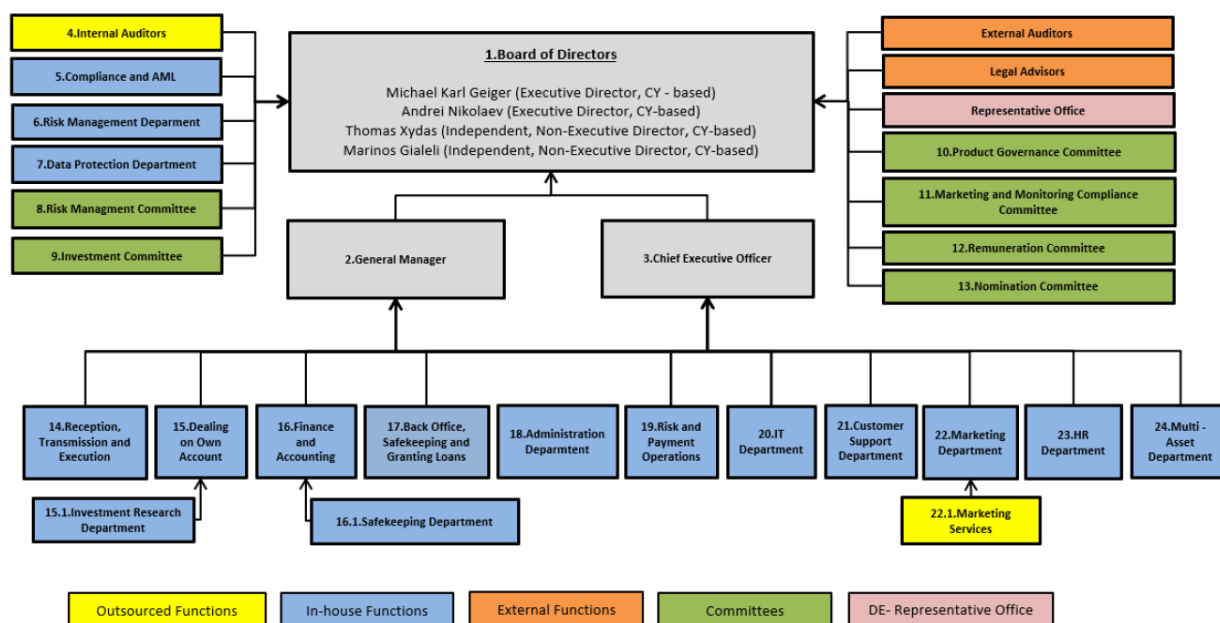 4.Internal Auditors
5.Compliance and AML
6.Risk Management Deparment
7.Data Protection Department
8.Risk Managment Committee
9.Investment Committee
1.Board of Directors
Michael Karl Geiger (Executive Director, CY - based)
Andrei Nikolaev (Executive Director, CY-based)
Thomas Xydas (Independent, Non-Executive Director, CY-based)
Marinos Gialeli (Independent, Non-Executive Director, CY-based)
External Auditors
Legal Advisors
Representative Office
10.Product Governance Committee
11.Marketing and Monitoring Compliance
Committee
12.Remuneration Committee
13.Nomination Committee
2.General Manager
3.Chief Executive Officer
14.Reception,
Transmission and
Execution
15.Dealing
on Own
Account
16.Finance
and
Accounting
17.Back Office,
Safekeeping and
Granting Loans
18.Administration
Deparmtent
19.Risk and
Payment
Operations
20.IT
Department
21.Customer
Support
Department
22.Marketing
Department
23.HR
Department
24.Multi -
Asset
Department
15.1.Investment Research
Department
16.1.Safekeeping Department
22.1.Marketing
Services
Outsourced Functions
In-house Functions
External Functions
Committees
DE- Representative Office